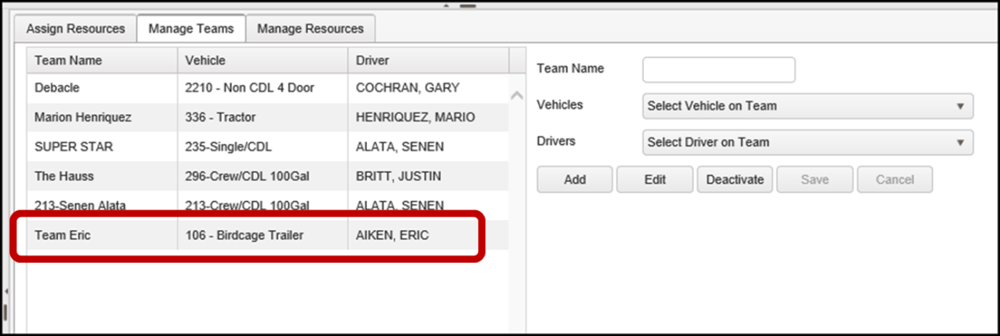 Assign Resources Manage Teams Manage Resources
Team Name Vehicle Driver
Debacle 2210 - Non CDL 4 Door COCHRAN, GARY
Marion Henriquez 336 - Tractor HENRIQUEZ, MARIO
SUPER STAR 235-Single/CDL ALATA, SENEN
The Hauss 296-Crew/CDL 100Gal BRITT, JUSTIN
213-Senen Alata 213-Crew/CDL 100Gal ALATA, SENEN
Team Eric 106 - Birdcage Trailer AIKEN, ERIC
Team Name
Vehicles Select Vehicle on Team
Drivers Select Driver on Team
Add Edit Deactivate Save Cancel